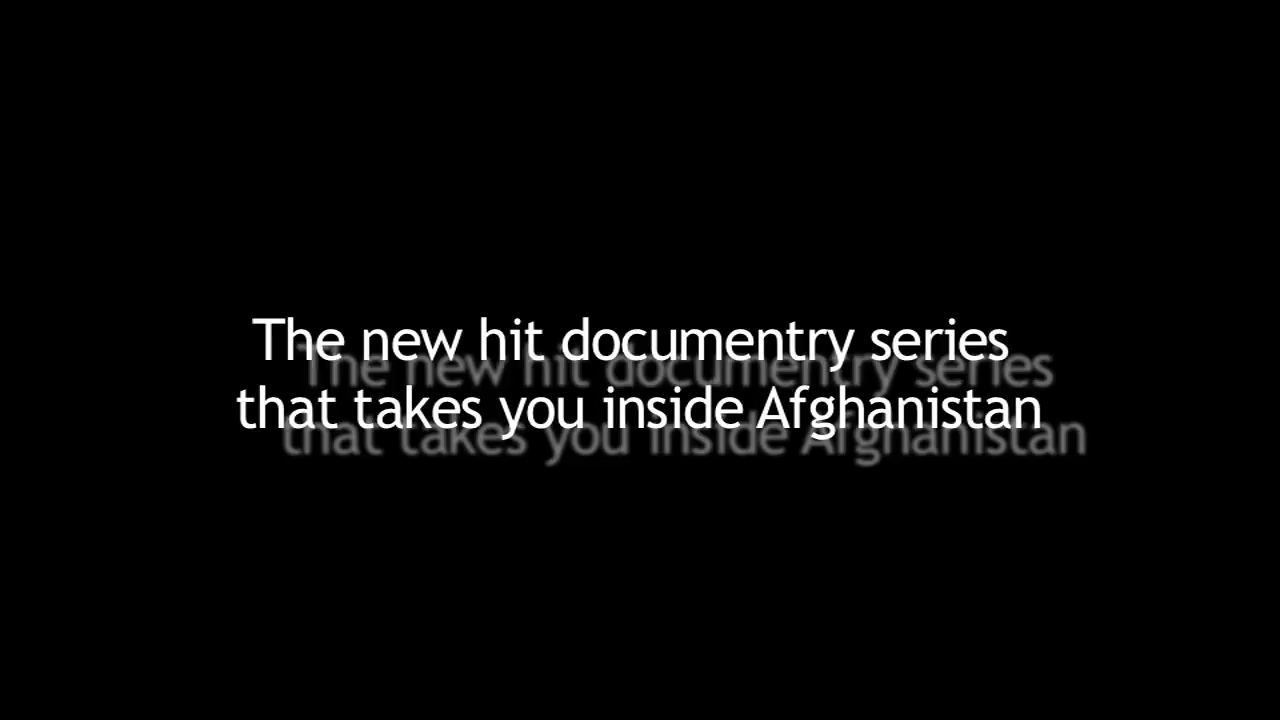 The new hit documentry series
that takes you inside Afghanistan